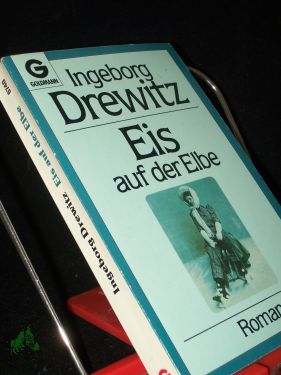 G
GOLDMANN
Ingeborg
Drewitz
Eis
auf der Elbe
Roman
Ingeborg Drewitz Eis auf der Elbe